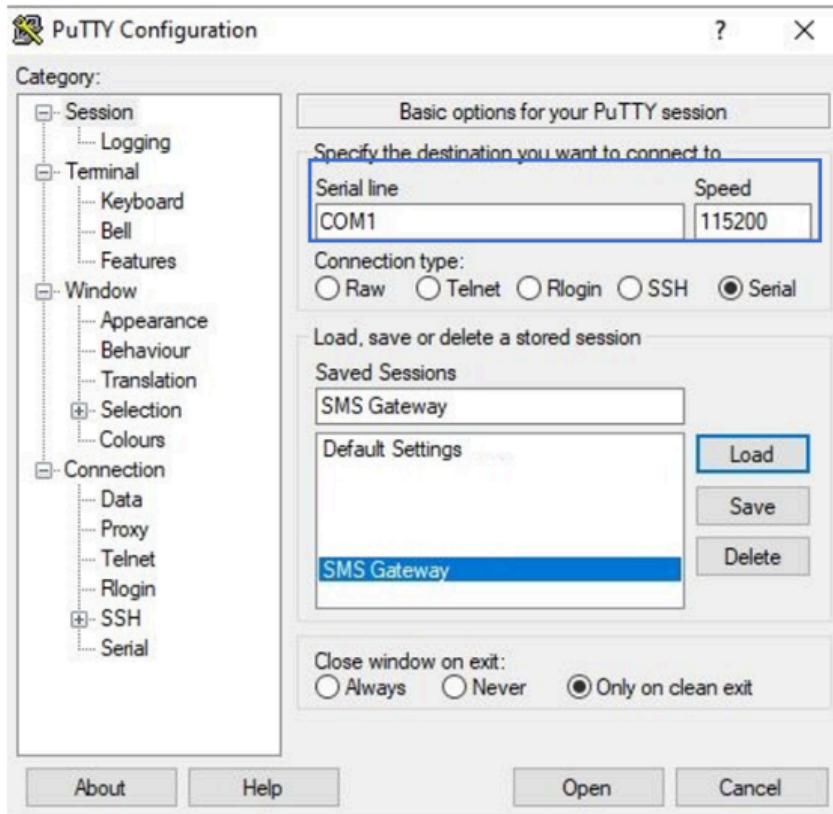 PuTTY Configuration
?
Category:
Session
Logging
Terminal
Keyboard
Bell
Features
Window
Appearance
Behaviour
Translation
Selection
Colours
Connection
Data
Proxy
Telnet
Rlogin
SSH
Serial
Basic options for your PuTTY session
Specify the destination you want to connect to
Serial line Speed
COM1 115200
Connection type:
Raw Telnet Rlogin SSH Serial
Load, save or delete a stored session
Saved Sessions
SMS Gateway
Default Settings
SMS Gateway
Load
Save
Delete
Close window on exit:
Always Never Only on clean exit
About Help Open Cancel